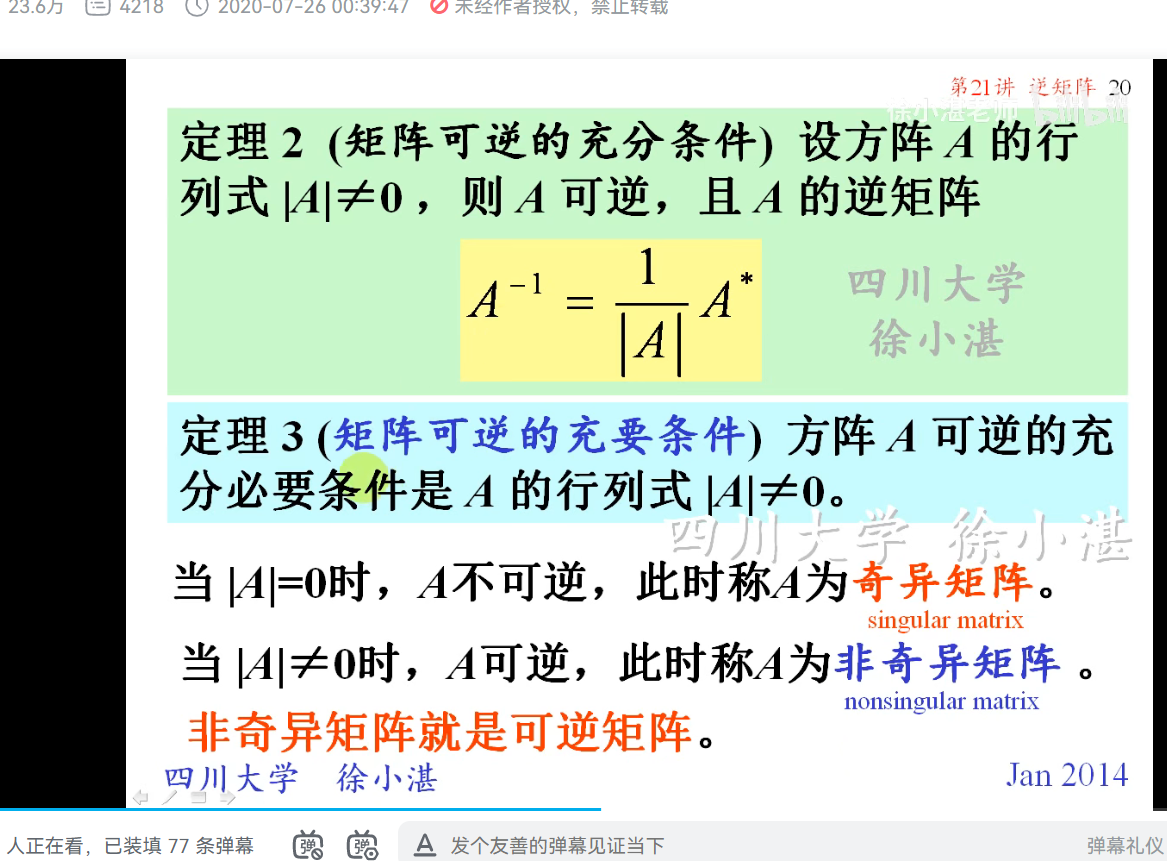 23.6万 4218 2020-07-26 00:39:47 未经作者授权，禁止转载
第21讲 逆矩阵 20
徐小湛老师 bilibili
定理 2 (矩阵可逆的充分条件) 设方阵 A 的行
列式 |A|≠0，则 A 可逆，且 A 的逆矩阵
A⁻¹ = 1/|A| A*
四川大学
徐小湛
定理 3 (矩阵可逆的充要条件) 方阵 A 可逆的充
分必要条件是 A 的行列式 |A|≠0。
四川大学 徐小湛
当 |A|=0时，A不可逆，此时称A为奇异矩阵。
singular matrix
当 |A|≠0时，A可逆，此时称A为非奇异矩阵 。
nonsingular matrix
非奇异矩阵就是可逆矩阵。
四川大学 徐小湛 Jan 2014
人正在看，已装填 77 条弹幕 弹 弹 A 发个友善的弹幕见证当下 弹幕礼仪